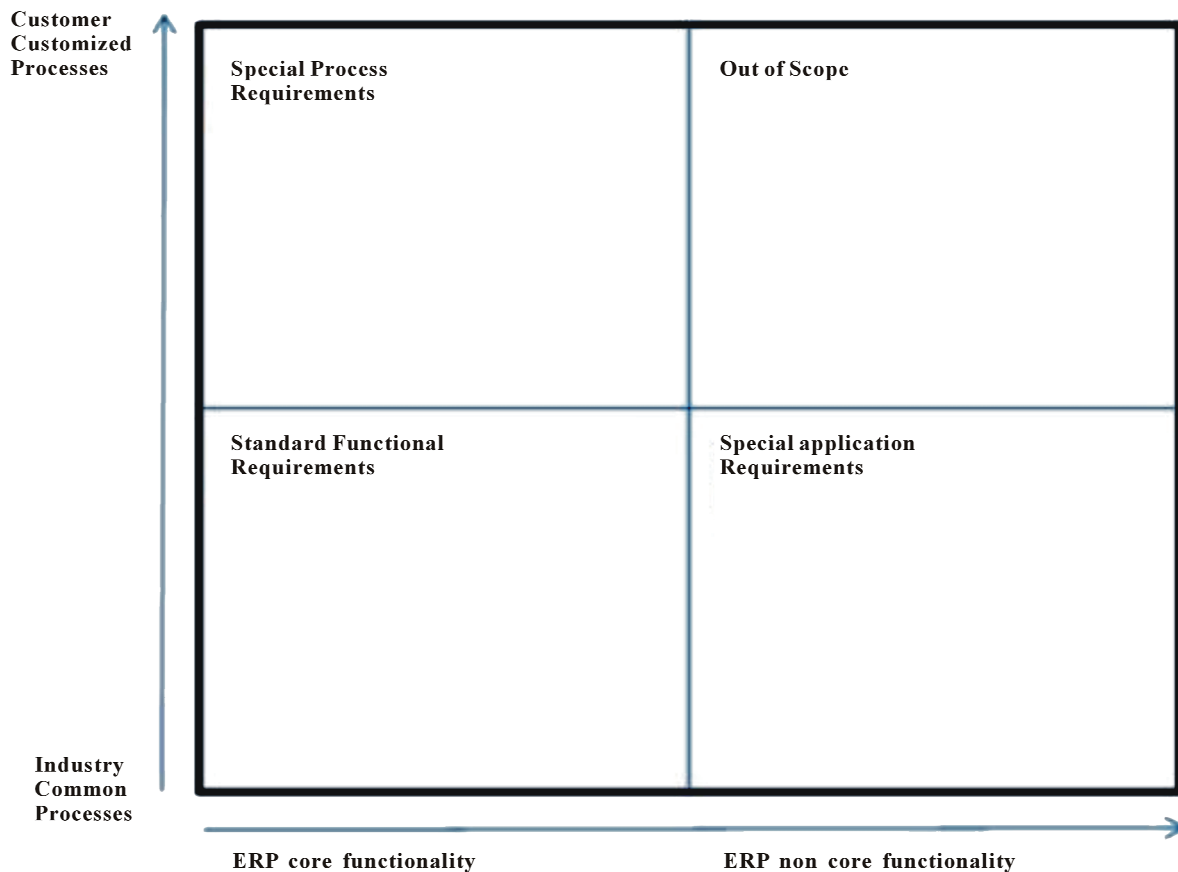 Customer
Customized
Processes
Special Process
Requirements
Out of Scope
Standard Functional
Requirements
Special application
Requirements
Industry
Common
Processes
ERP core functionality
ERP non core functionality